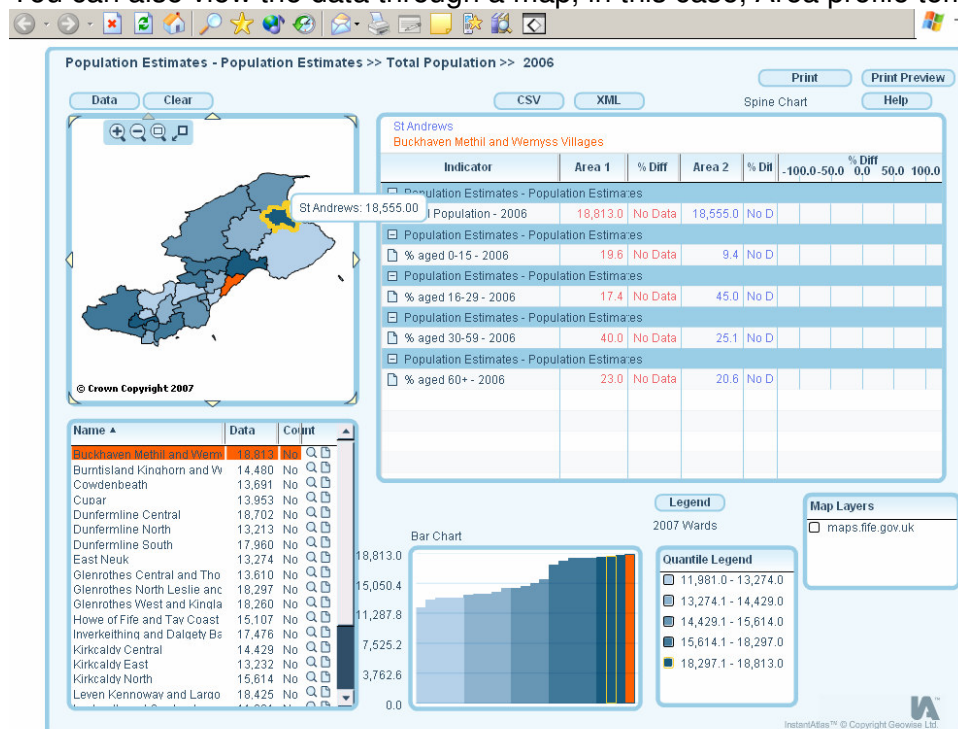 You can also view the data through a map, in this case, Area profile
Population Estimates - Population Estimates >> Total Population >> 2006
Print
Print Preview
Data
Clear
CSV
XML
Spine Chart
Help
St Andrews
Buckhaven Methil and Wemyss Villages
Indicator Area 1 % Diff Area 2 % Dif % Diff
-100.0 -50.0 0.0 50.0 100.0
Population Estimates - Population Estimates
l Population - 2006 18,813.0 No Data 18,555.0 No D
St Andrews: 18,555.00
Population Estimates - Population Estimates
% aged 0-15 - 2006 19.6 No Data 9.4 No D
Population Estimates - Population Estimates
% aged 16-29 - 2006 17.4 No Data 45.0 No D
Population Estimates - Population Estimates
% aged 30-59 - 2006 40.0 No Data 25.1 No D
Population Estimates - Population Estimates
% aged 60+ - 2006 23.0 No Data 20.6 No D
© Crown Copyright 2007
Name Data Count
Buckhaven Methil and Wem 18,813 No
Burntisland Kinghorn and W 14,480 No
Cowdenbeath 13,691 No
Cupar 13,953 No
Dunfermline Central 18,702 No
Dunfermline North 13,213 No
Dunfermline South 17,960 No
East Neuk 13,274 No
Glenrothes Central and Tho 13,610 No
Glenrothes North Leslie and 18,297 No
Glenrothes West and Kingla 18,260 No
Howe of Fife and Tay Coast 15,107 No
Inverkeithing and Dalgety Ba 17,476 No
Kirkcaldy Central 14,429 No
Kirkcaldy East 13,232 No
Kirkcaldy North 15,614 No
Leven Kennoway and Largo 18,425 No
Bar Chart
18,813.0
15,050.4
11,287.8
7,525.2
3,762.6
0.0
Legend
2007 Wards
Quantile Legend
11,981.0 - 13,274.0
13,274.1 - 14,429.0
14,429.1 - 15,614.0
15,614.1 - 18,297.0
18,297.1 - 18,813.0
Map Layers
maps.fife.gov.uk
IA™
InstantAtlas™ © Copyright Geowise Ltd.